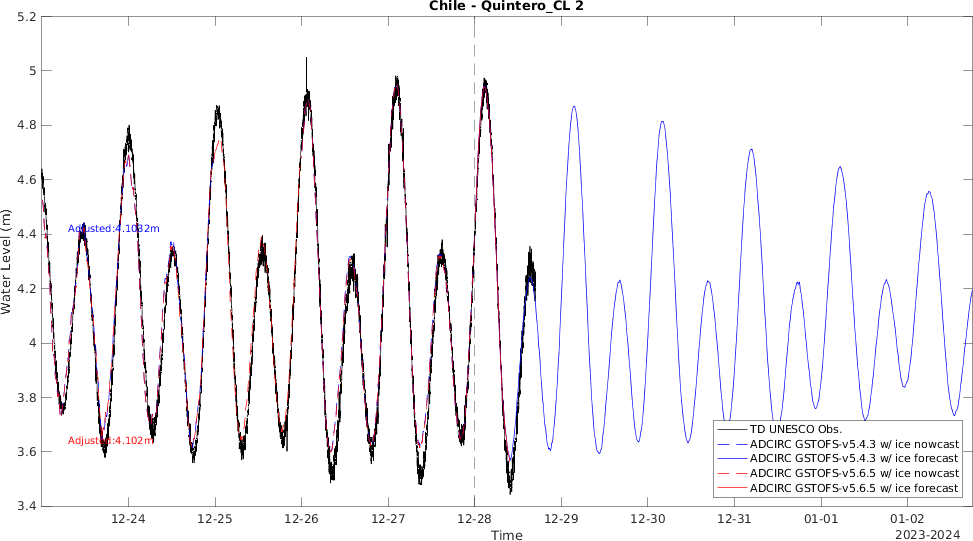 Chile - Quintero_CL 2
5.2
5
4.8
4.6
4.4
4.2
4
3.8
3.6
3.4
Water Level (m)
Adjusted:4.1032m
Adjusted:4.102m
TD UNESCO Obs.
ADCIRC GSTOFS-v5.4.3 w/ ice nowcast
ADCIRC GSTOFS-v5.4.3 w/ ice forecast
ADCIRC GSTOFS-v5.6.5 w/ ice nowcast
ADCIRC GSTOFS-v5.6.5 w/ ice forecast
12-24 12-25 12-26 12-27 12-28 12-29 12-30 12-31 01-01 01-02
Time
2023-2024